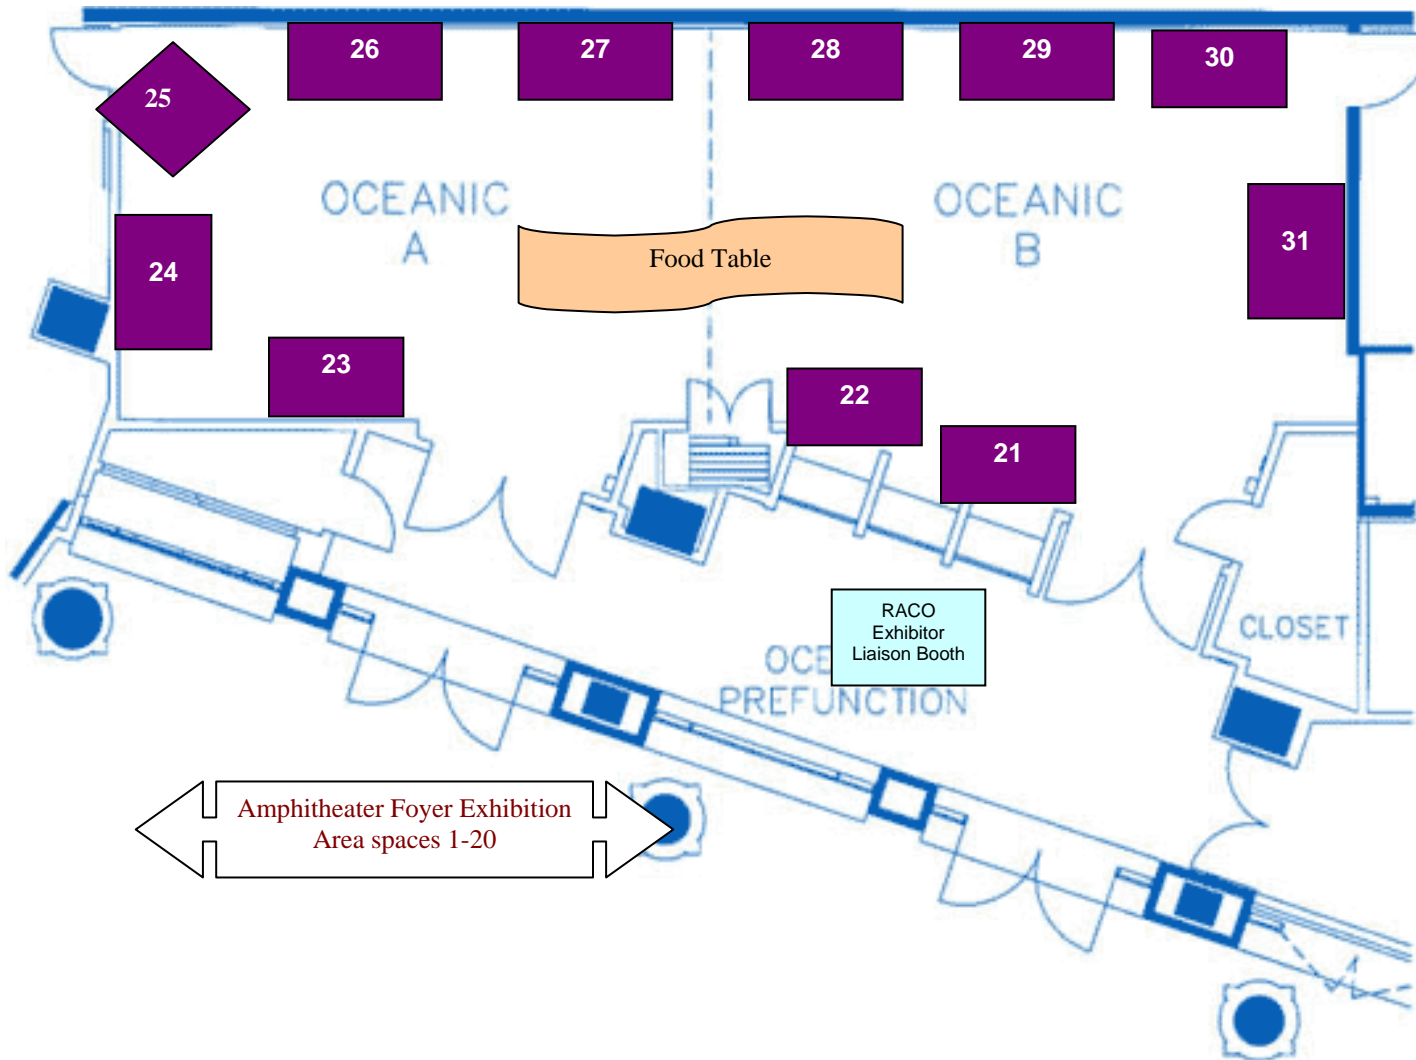 26
27
28
29
30
25
OCEANIC
A
OCEANIC
B
24
Food Table
31
23
22
21
RACO
Exhibitor
Liaison Booth
CLOSET
PREFUNCTION
Amphitheater Foyer Exhibition
Area spaces 1-20